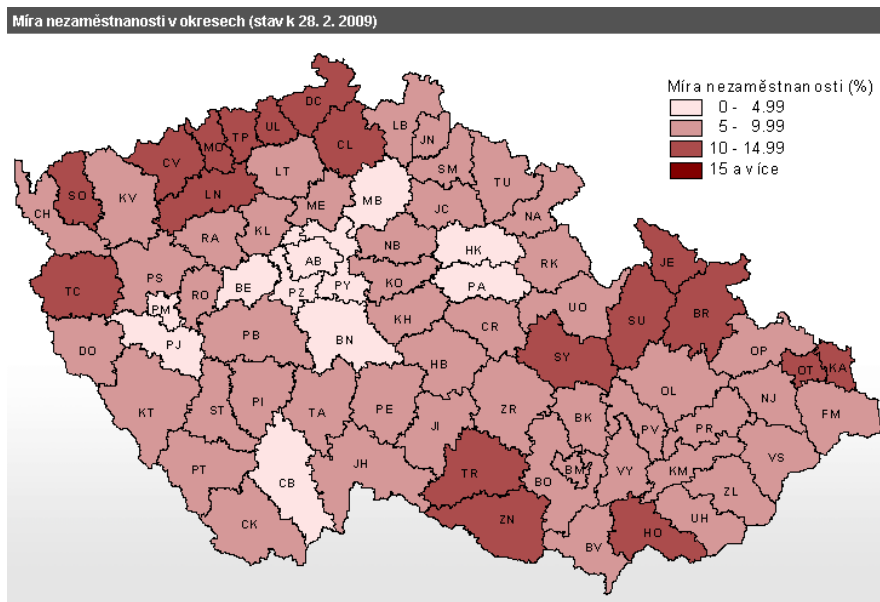 Míra nezaměstnanosti v okresech (stav k 28. 2. 2009)
Míra nezaměstnanosti (%)
0 - 4.99
5 - 9.99
10 - 14.99
15 a více
DC
LB
JN
UL
TP
MO
CL
CV
LT
SM
TU
SO
KV
LN
MB
ME
JC
NA
CH
KL
RA
NB
HK
RK
JE
AB
PS
TC
RO
BE
PZ
PY
KO
PA
UO
SU
BR
PM
PJ
PB
BN
KH
CR
DO
SY
OP
HB
OT
KA
OL
NJ
FM
KT
ST
PI
TA
PE
JI
ZR
BK
PV
PR
VS
PT
CB
JH
TR
BO
BM
VY
KM
ZL
CK
ZN
HO
UH
BV